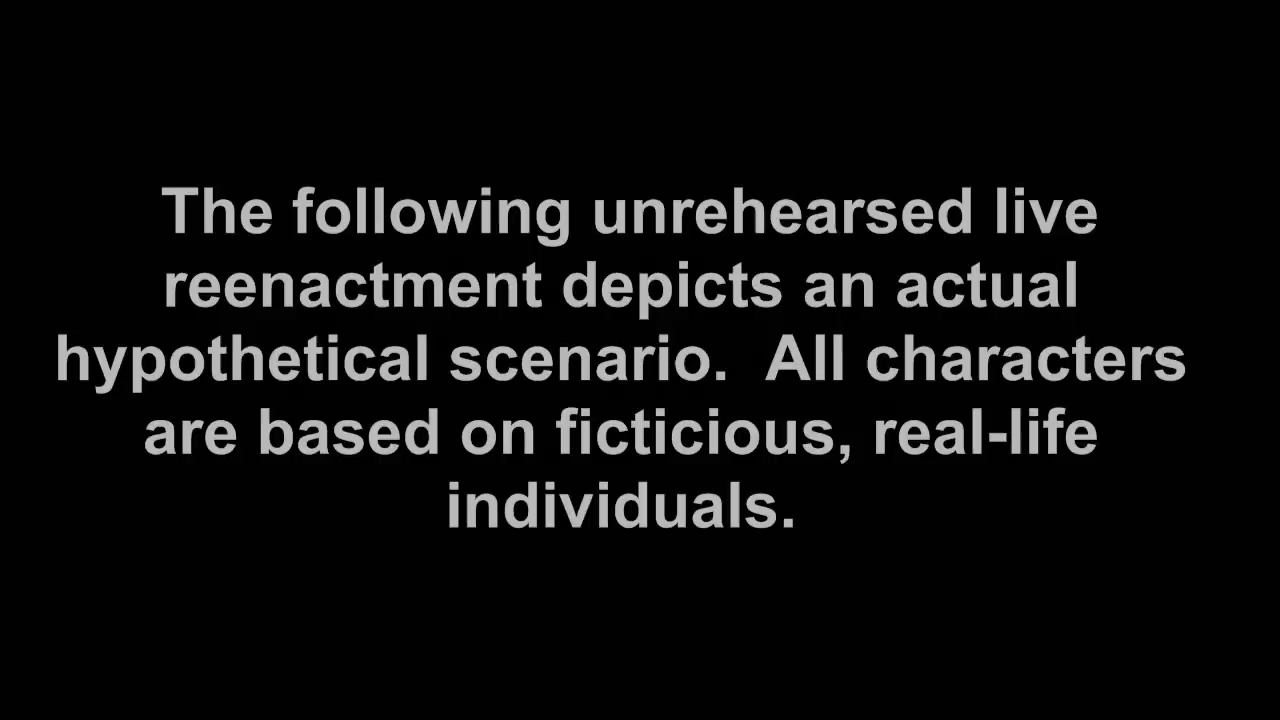 The following unrehearsed live
reenactment depicts an actual
hypothetical scenario.  All characters
are based on ficticious, real-life
individuals.